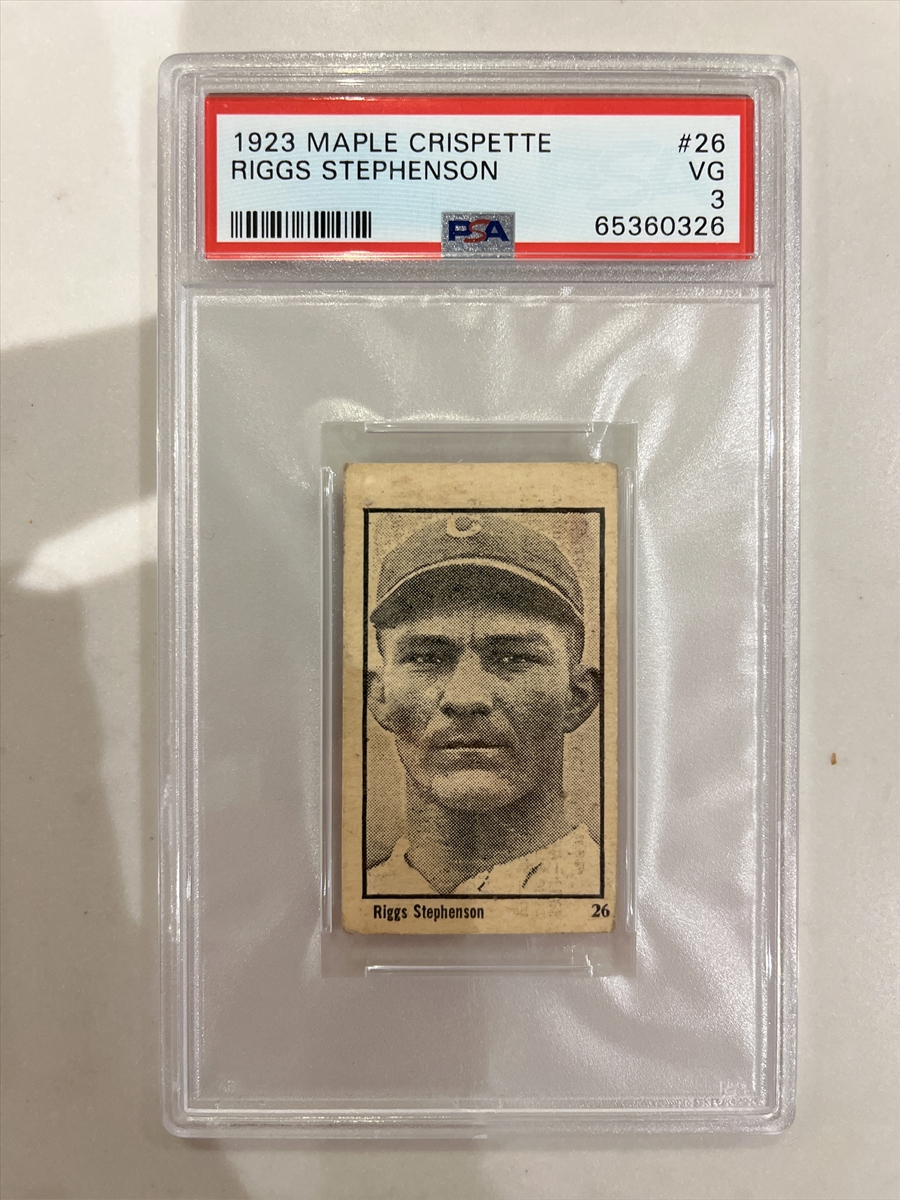 1923 MAPLE CRISPETTE #26
RIGGS STEPHENSON VG
3
PSA 65360326
C
Riggs Stephenson 26